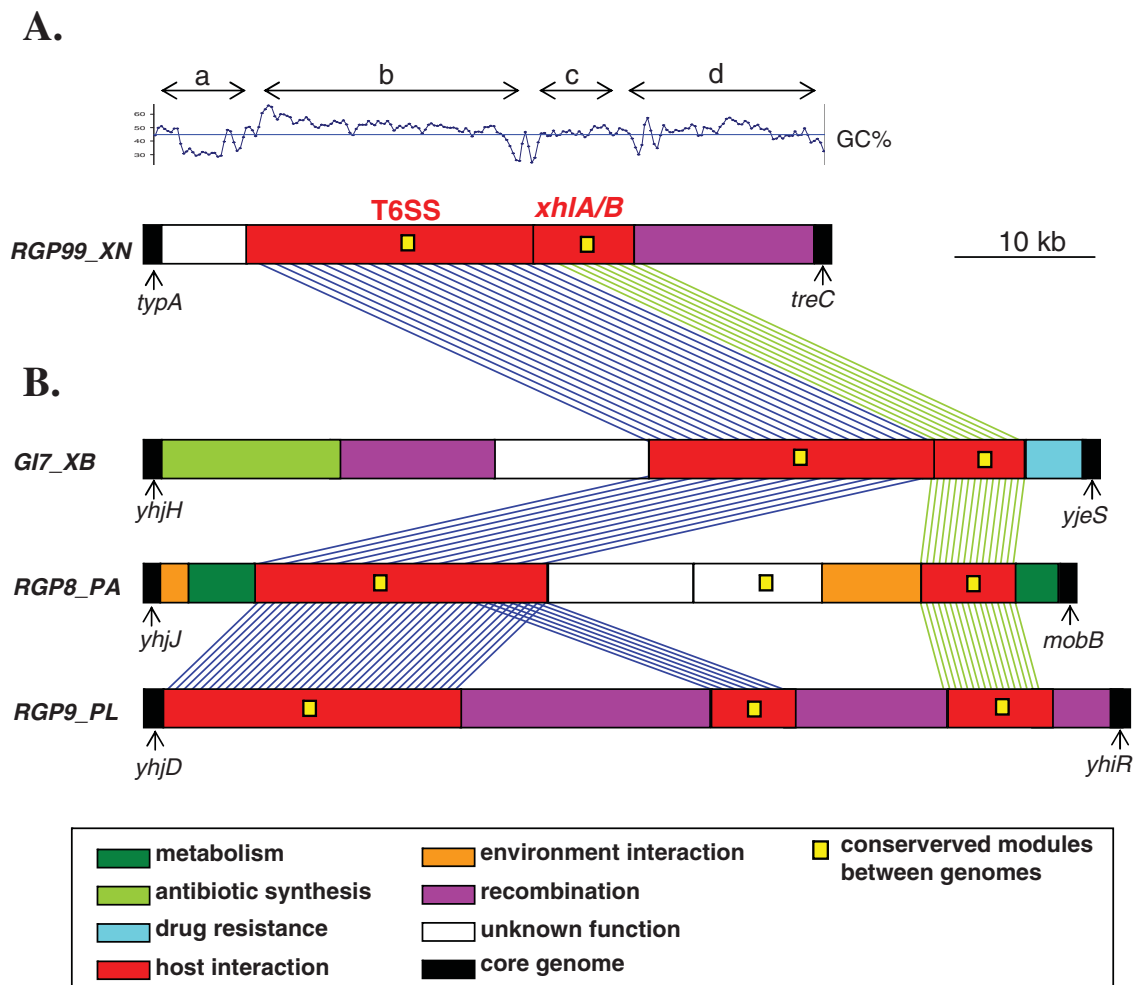 A.
a b c d
60
50
40
30
GC%
T6SS xhlA/B
RGP99_XN
10 kb
typA treC
B.
GI7_XB
yhjH yjeS
RGP8_PA
yhjJ mobB
RGP9_PL
yhjD yhiR
metabolism
antibiotic synthesis
drug resistance
host interaction
environment interaction
recombination
unknown function
core genome
conserverved modules
between genomes